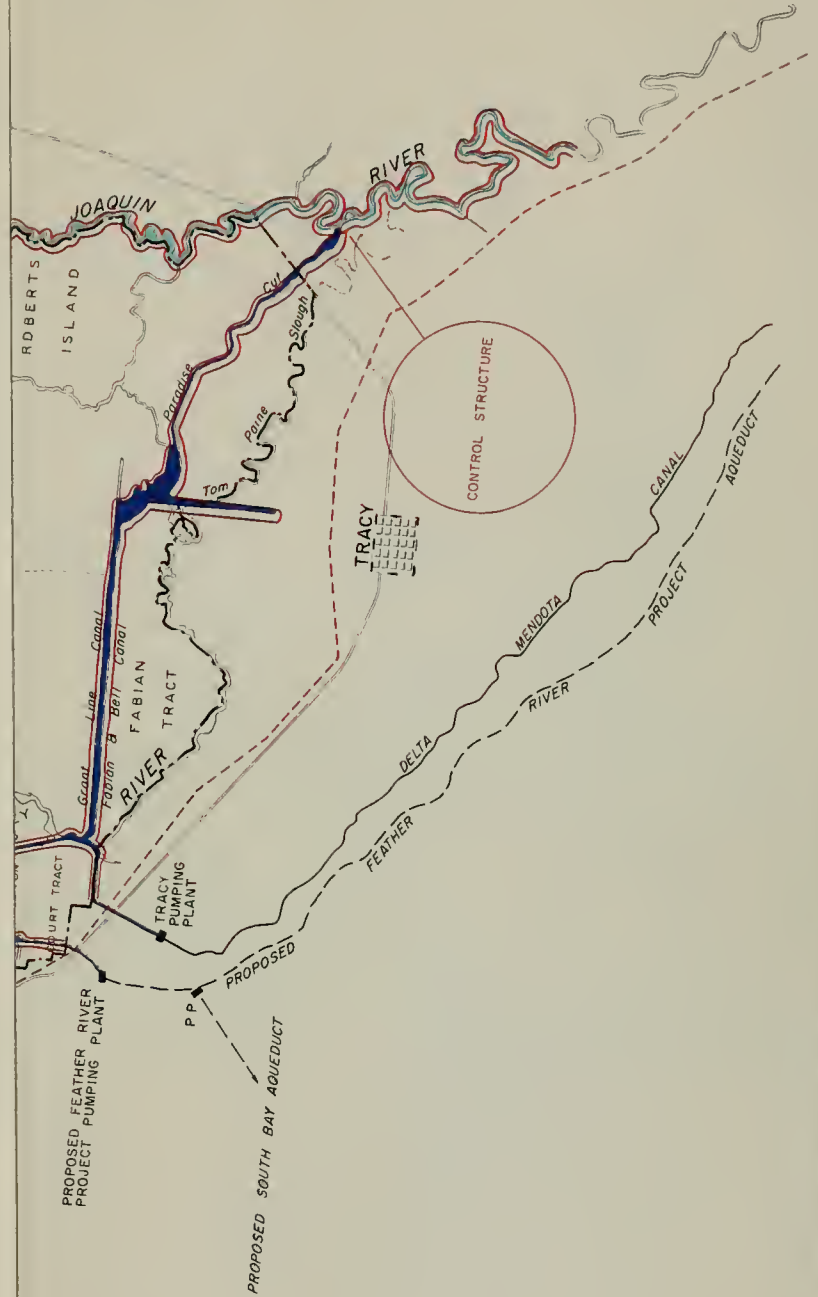 JOAQUIN
RIVER
ROBERTS
ISLAND
Paradise
Cut
Slough
Paine
Tom
Grant Line Canal
Fabian & Bell Canal
FABIAN
TRACT
RIVER
COURT TRACT
TRACY
CONTROL STRUCTURE
TRACY
PUMPING
PLANT
PROPOSED FEATHER RIVER
PROJECT PUMPING PLANT
P P
PROPOSED SOUTH BAY AQUEDUCT
DELTA
MENDOTA
CANAL
PROPOSED
FEATHER
RIVER
PROJECT
AQUEDUCT